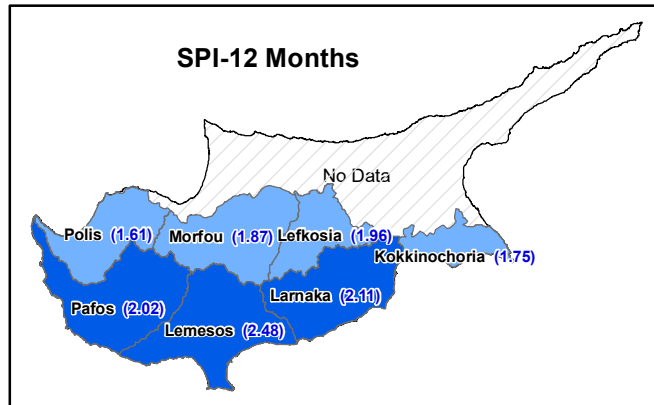 SPI-12 Months
No Data
Polis (1.61)
Morfou (1.87)
Lefkosia (1.96)
Kokkinochoria (1.75)
Pafos (2.02)
Larnaka (2.11)
Lemesos (2.48)